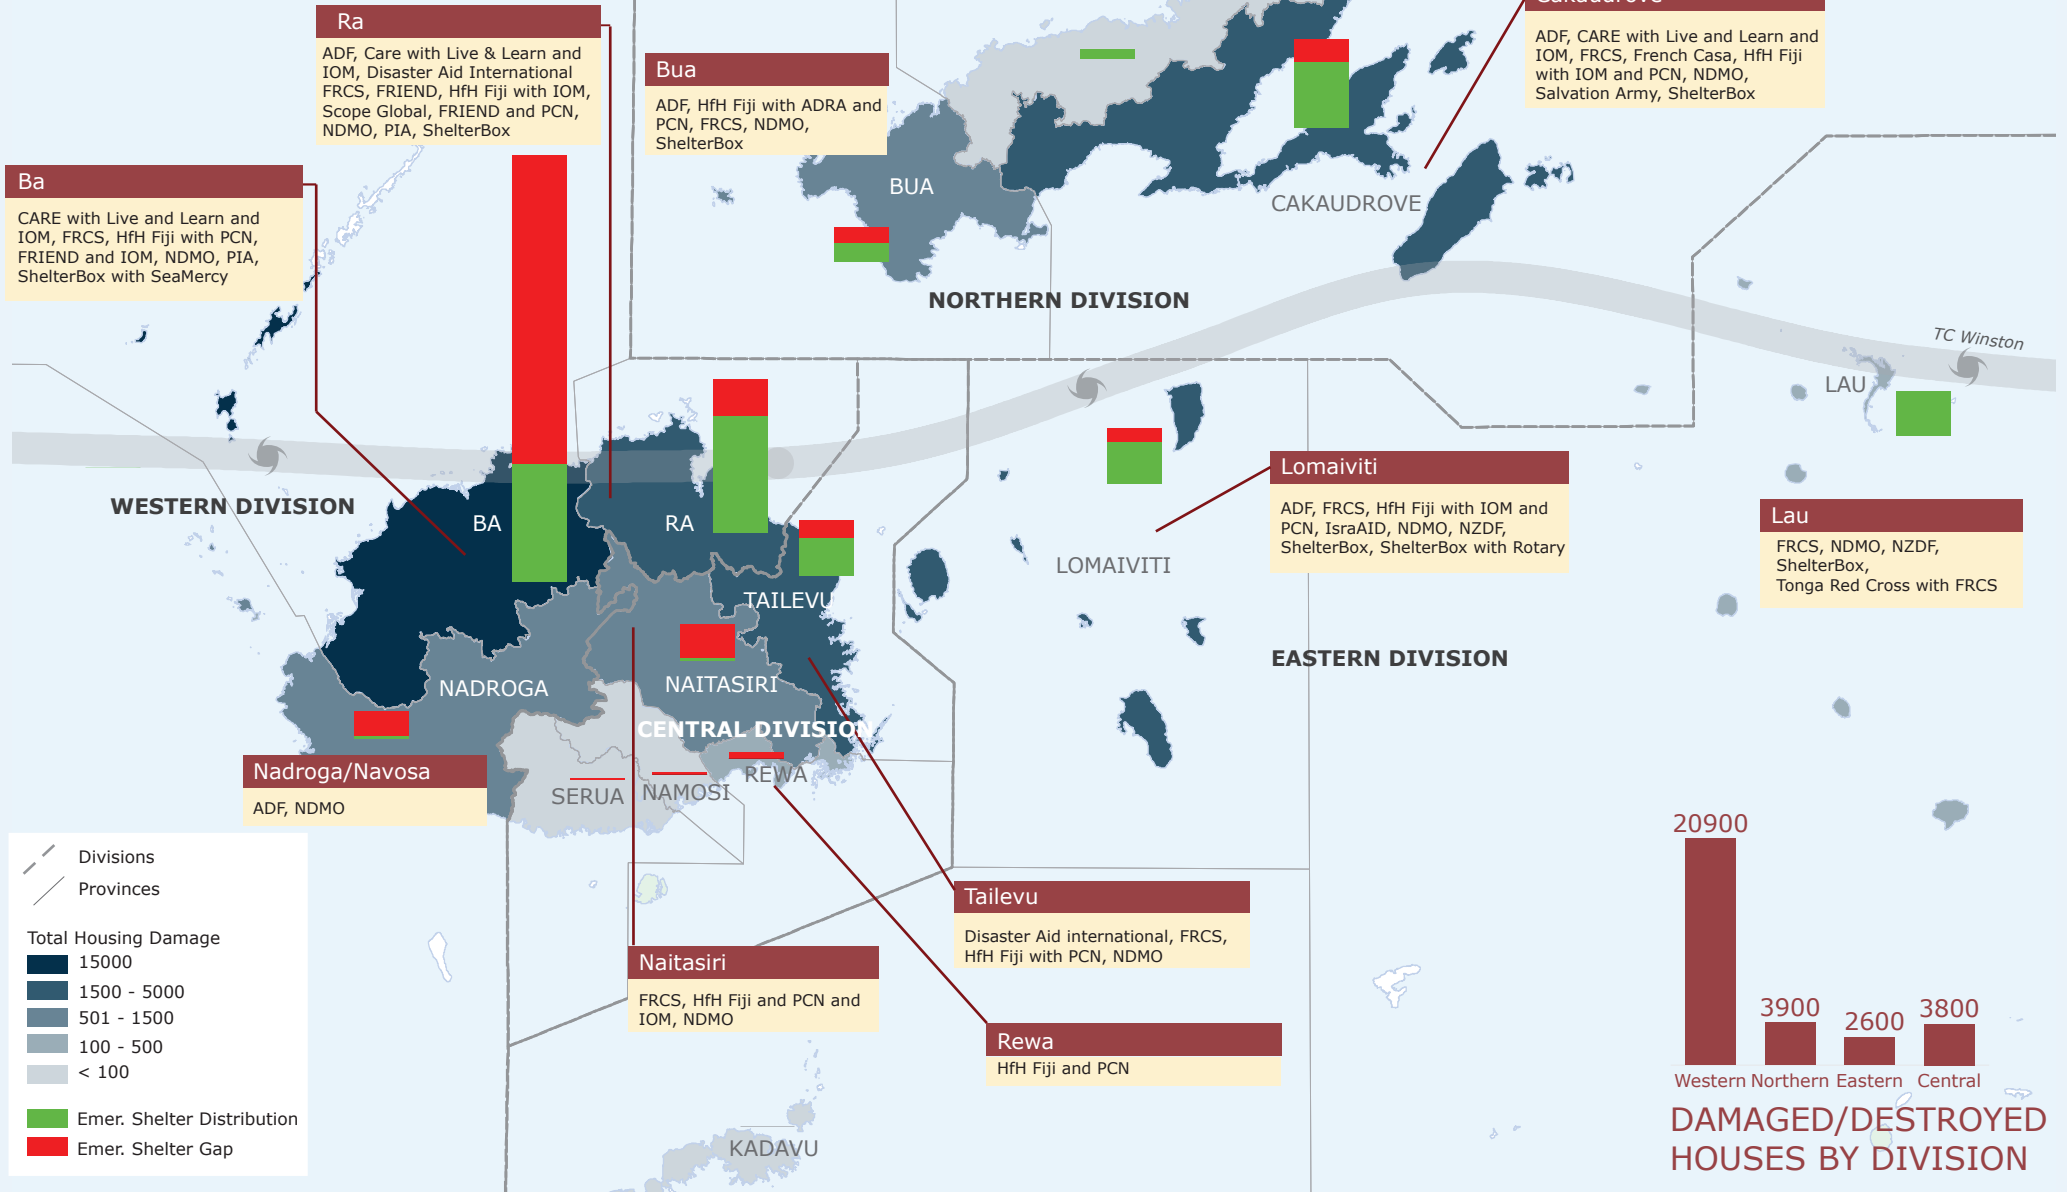 Ra
ADF, Care with Live & Learn and
IOM, Disaster Aid International
FRCS, FRIEND, HfH Fiji with IOM,
Scope Global, FRIEND and PCN,
NDMO, PIA, ShelterBox
Bua
ADF, HfH Fiji with ADRA and
PCN, FRCS, NDMO,
ShelterBox
Cakaudrove
ADF, CARE with Live and Learn and
IOM, FRCS, French Casa, HfH Fiji
with IOM and PCN, NDMO,
Salvation Army, ShelterBox
Ba
CARE with Live and Learn and
IOM, FRCS, HfH Fiji with PCN,
FRIEND and IOM, NDMO, PIA,
ShelterBox with SeaMercy
BUA
CAKAUDROVE
NORTHERN DIVISION
TC Winston
LAU
WESTERN DIVISION
BA
RA
Lomaiviti
ADF, FRCS, HfH Fiji with IOM and
PCN, IsraAID, NDMO, NZDF,
ShelterBox, ShelterBox with Rotary
LOMAIVITI
Lau
FRCS, NDMO, NZDF,
ShelterBox,
Tonga Red Cross with FRCS
TAILEVU
EASTERN DIVISION
NADROGA
NAITASIRI
CENTRAL DIVISION
REWA
SERUA
NAMOSI
Nadroga/Navosa
ADF, NDMO
Divisions
Provinces
Total Housing Damage
15000
1500 - 5000
501 - 1500
100 - 500
< 100
Emer. Shelter Distribution
Emer. Shelter Gap
Naitasiri
FRCS, HfH Fiji and PCN and
IOM, NDMO
Tailevu
Disaster Aid international, FRCS,
HfH Fiji with PCN, NDMO
Rewa
HfH Fiji and PCN
KADAVU
20900
3900
2600
3800
Western Northern Eastern Central
DAMAGED/DESTROYED
HOUSES BY DIVISION